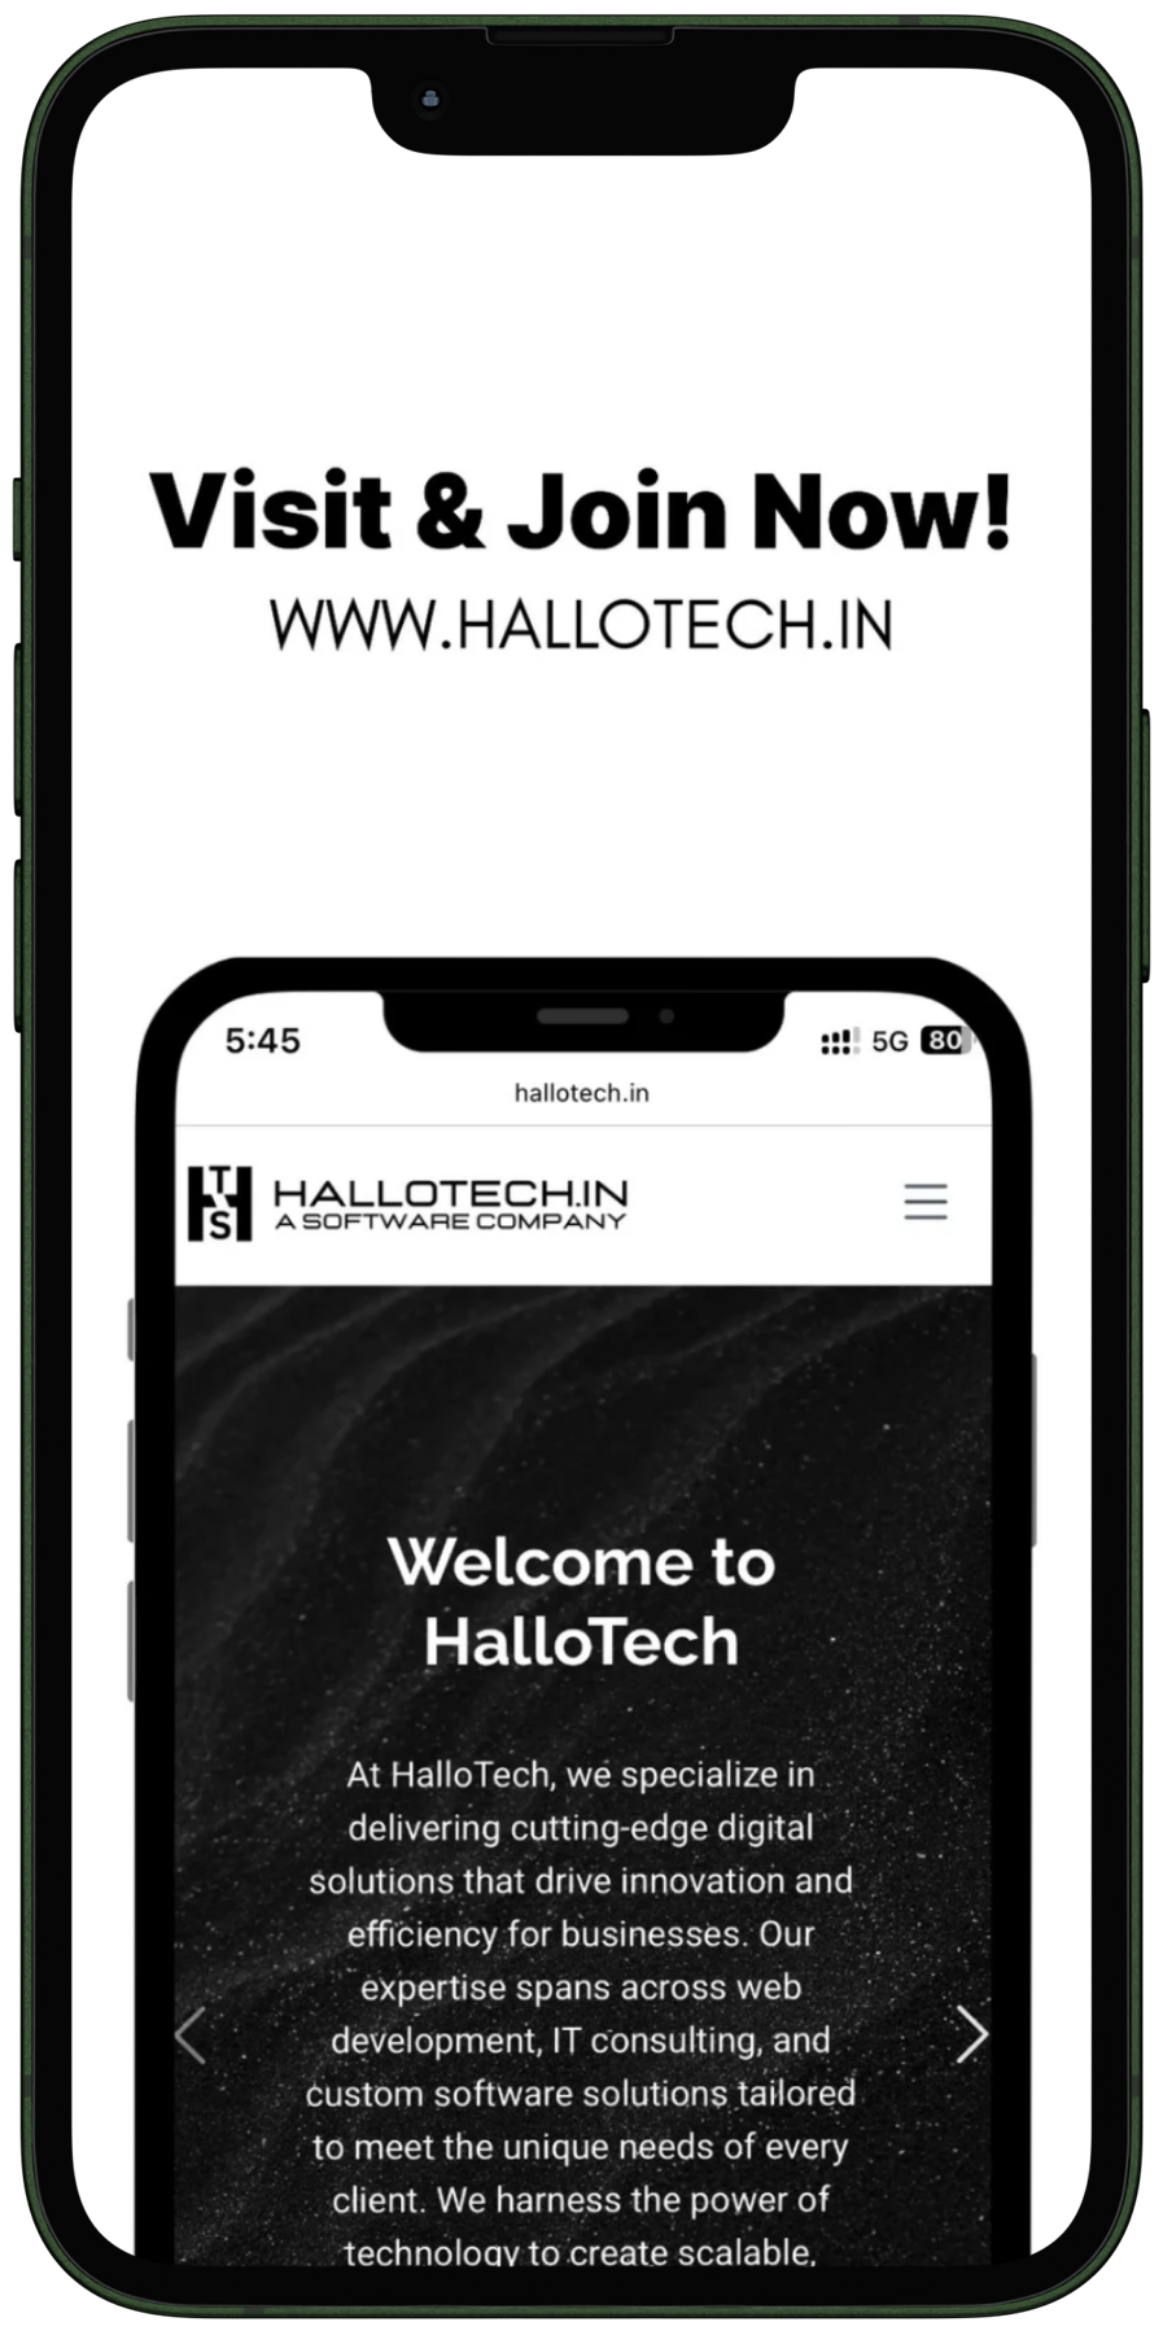 Visit & Join Now!
WWW.HALLOTECH.IN
5:45 5G 80
hallotech.in
HTS HALLOTECH.IN
A SOFTWARE COMPANY
Welcome to
HalloTech
At HalloTech, we specialize in
delivering cutting-edge digital
solutions that drive innovation and
efficiency for businesses. Our
expertise spans across web
development, IT consulting, and
custom software solutions tailored
to meet the unique needs of every
client. We harness the power of
technology to create scalable,